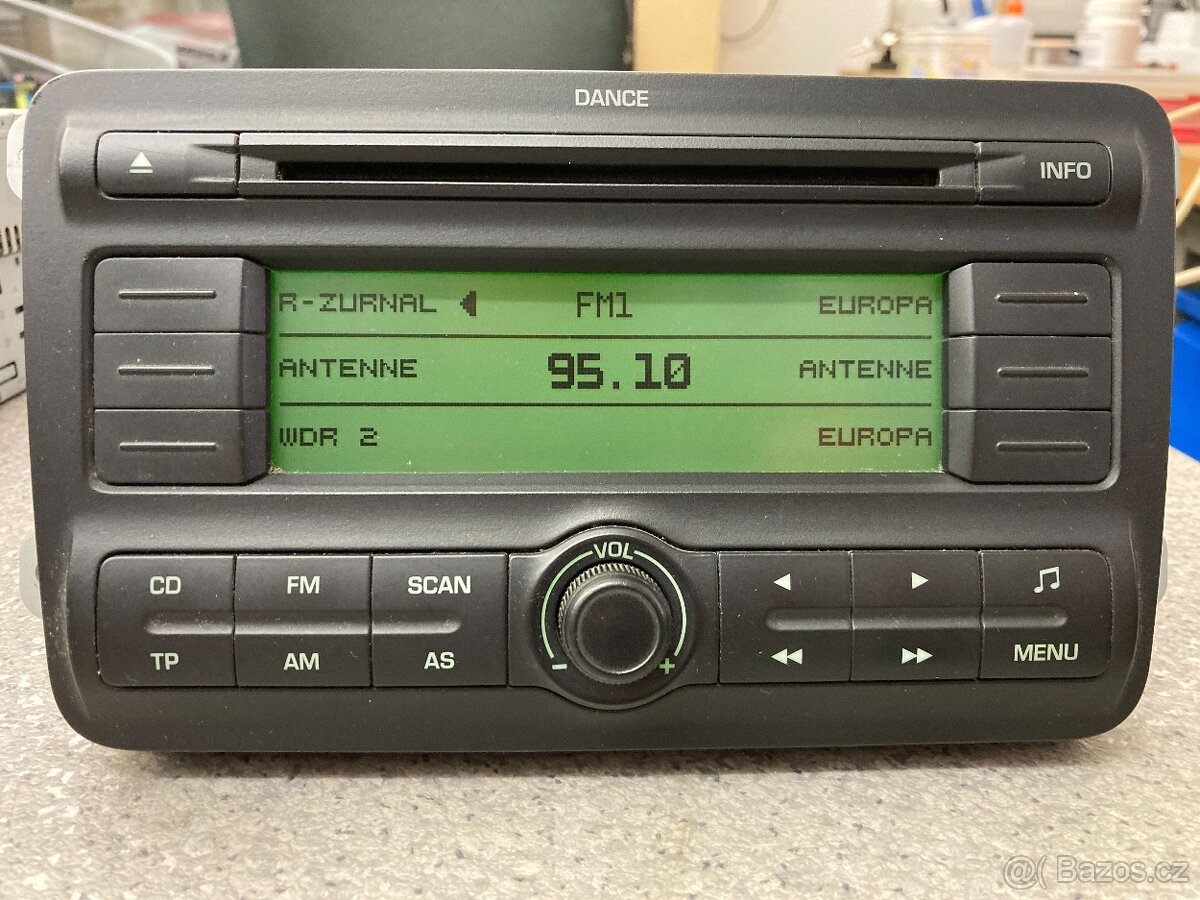 DANCE
INFO
R-ZURNAL FM1 EUROPA
ANTENNE 95.10 ANTENNE
WDR 2 EUROPA
VOL
CD FM SCAN
- +
TP AM AS MENU
@( Bazos.cz